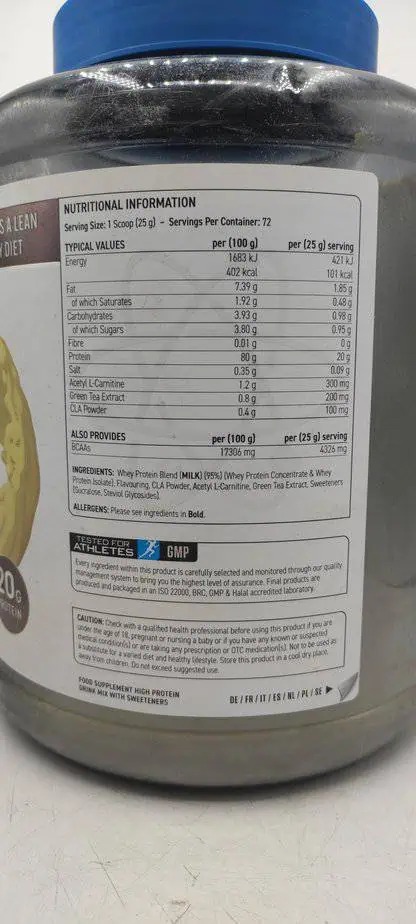 S A LEAN
DIET
20G
PROTEIN
NUTRITIONAL INFORMATION
Serving Size: 1 Scoop (25 g) - Servings Per Container: 72
TYPICAL VALUES per (100 g) per (25 g) serving
Energy 1683 kJ 421 kJ
402 kcal 101 kcal
Fat 7.39 g 1.85 g
of which Saturates 1.92 g 0.48 g
Carbohydrates 3.93 g 0.98 g
of which Sugars 3.80 g 0.95 g
Fibre 0.01 g 0 g
Protein 80 g 20 g
Salt 0.35 g 0.09 g
Acetyl L-Carnitine 1.2 g 300 mg
Green Tea Extract 0.8 g 200 mg
CLA Powder 0.4 g 100 mg
ALSO PROVIDES per (100 g) per (25 g) serving
BCAAs 17306 mg 4326 mg
INGREDIENTS: Whey Protein Blend (MILK) (95%) (Whey Protein Concentrate & Whey
Protein Isolate), Flavouring, CLA Powder, Acetyl L-Carnitine, Green Tea Extract, Sweeteners
(Sucralose, Steviol Glycosides).
ALLERGENS: Please see ingredients in Bold.
TESTED FOR
ATHLETES GMP
Every ingredient within this product is carefully selected and monitored through our quality
management system to bring you the highest level of assurance. Final products are
produced and packaged in an ISO 22000, BRC, GMP & Halal accredited laboratory.
CAUTION: Check with a qualified health professional before using this product if you are
under the age of 18, pregnant or nursing a baby or if you have any known or suspected
medical condition(s) or are taking any prescription or OTC medication(s). Not to be used as
a substitute for a varied diet and healthy lifestyle. Store this product in a cool dry place,
away from children. Do not exceed suggested use.
FOOD SUPPLEMENT HIGH PROTEIN
DRINK MIX WITH SWEETENERS
DE / FR / IT / ES / NL / PL / SE